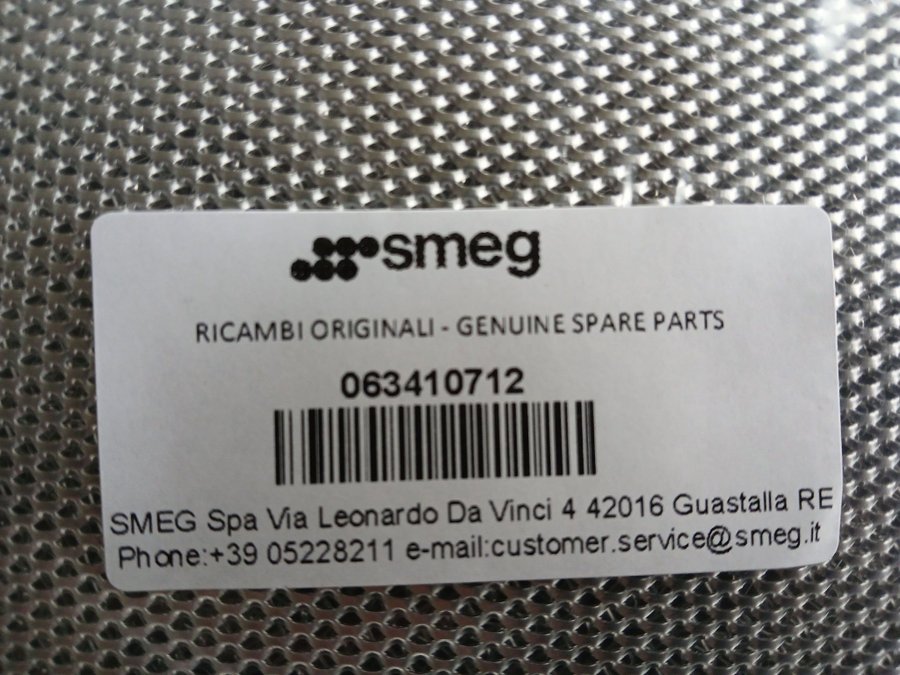 smeg
RICAMBI ORIGINALI - GENUINE SPARE PARTS
063410712
SMEG Spa Via Leonardo Da Vinci 4 42016 Guastalla RE
Phone:+39 05228211 e-mail:customer.service@smeg.it